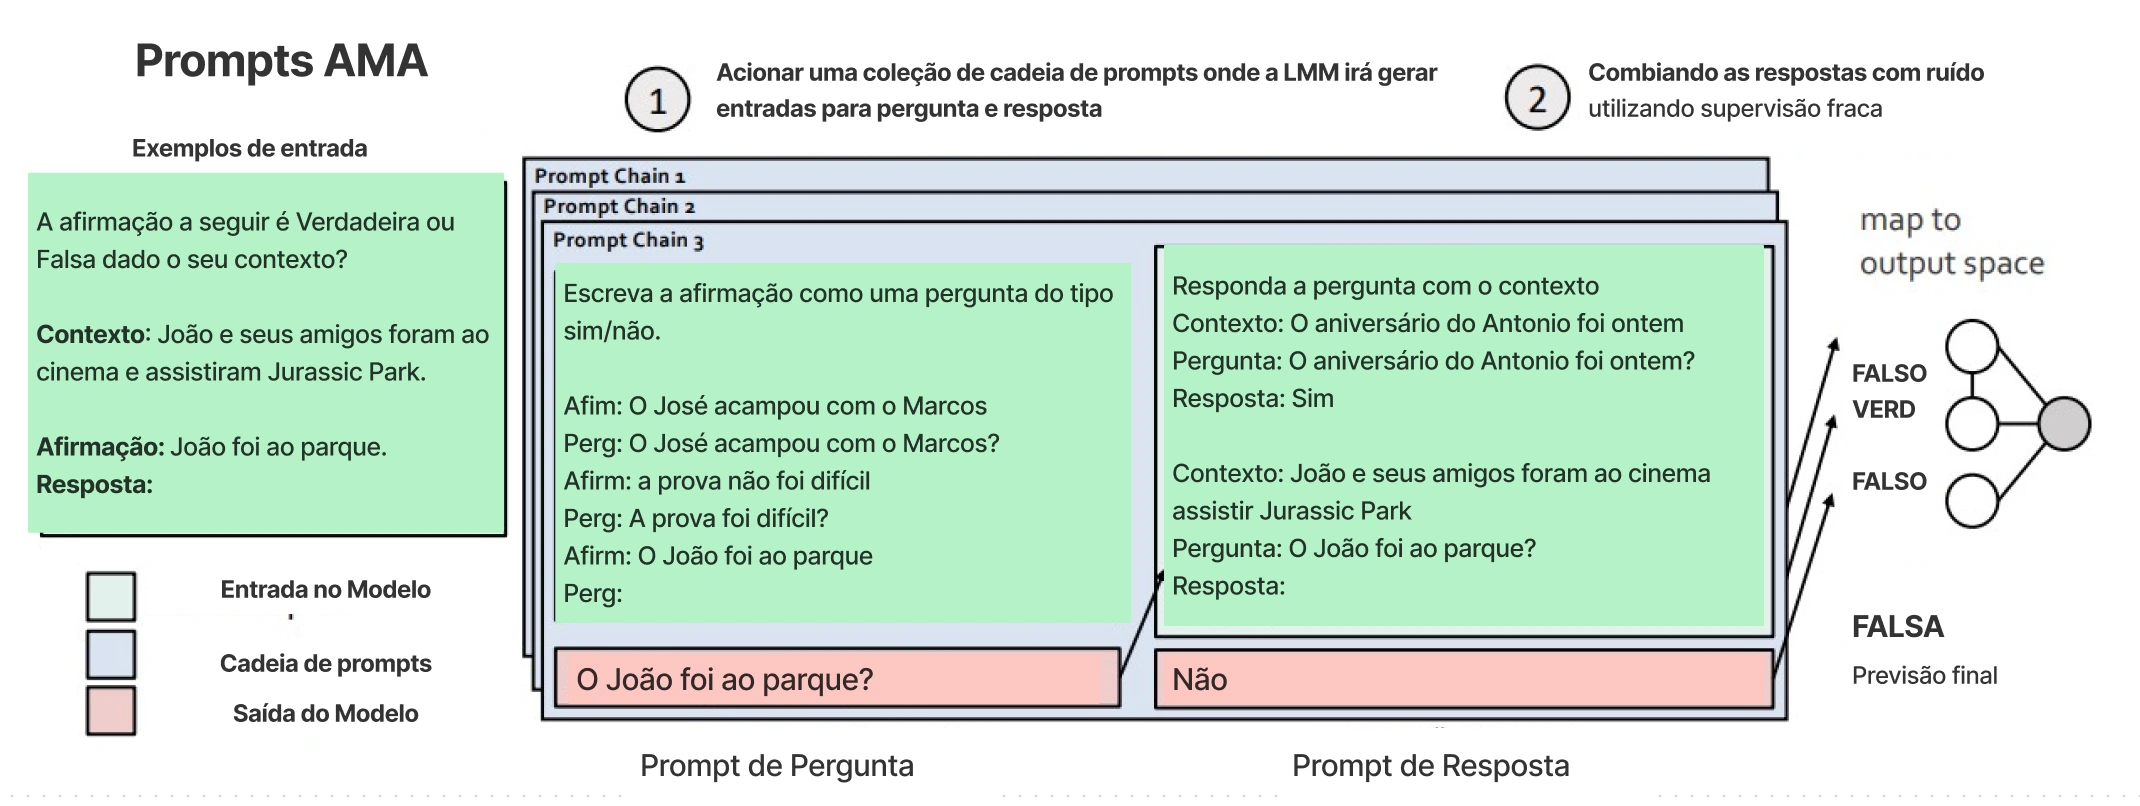 Prompts AMA
Exemplos de entrada
A afirmação a seguir é Verdadeira ou
Falsa dado o seu contexto?
Contexto: João e seus amigos foram ao
cinema e assistiram Jurassic Park.
Afirmação: João foi ao parque.
Resposta:
Entrada no Modelo
Cadeia de prompts
Saída do Modelo
1
Acionar uma coleção de cadeia de prompts onde a LMM irá gerar
entradas para pergunta e resposta
Prompt Chain 1
Prompt Chain 2
Prompt Chain 3
Escreva a afirmação como uma pergunta do tipo
sim/não.
Afim: O José acampou com o Marcos
Perg: O José acampou com o Marcos?
Afirm: a prova não foi difícil
Perg: A prova foi difícil?
Afirm: O João foi ao parque
Perg:
O João foi ao parque?
Prompt de Pergunta
Responda a pergunta com o contexto
Contexto: O aniversário do Antonio foi ontem
Pergunta: O aniversário do Antonio foi ontem?
Resposta: Sim
Contexto: João e seus amigos foram ao cinema
assistir Jurassic Park
Pergunta: O João foi ao parque?
Resposta:
Não
Prompt de Resposta
2
Combiando as respostas com ruído
utilizando supervisão fraca
map to
output space
FALSO
VERD
FALSO
FALSA
Previsão final